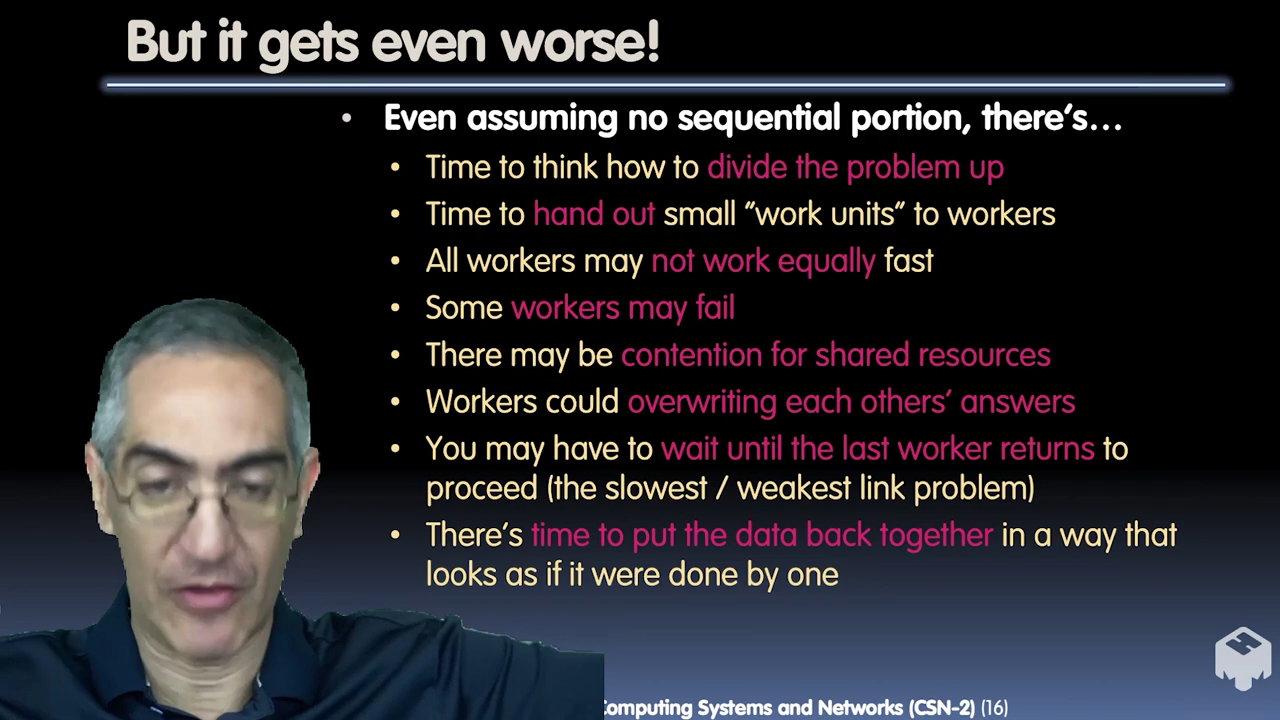 But it gets even worse!
• Even assuming no sequential portion, there's…
• Time to think how to divide the problem up
• Time to hand out small "work units" to workers
• All workers may not work equally fast
• Some workers may fail
• There may be contention for shared resources
• Workers could overwriting each others' answers
• You may have to wait until the last worker returns to
proceed (the slowest / weakest link problem)
• There's time to put the data back together in a way that
looks as if it were done by one
Computing Systems and Networks (CSN-2) (16)